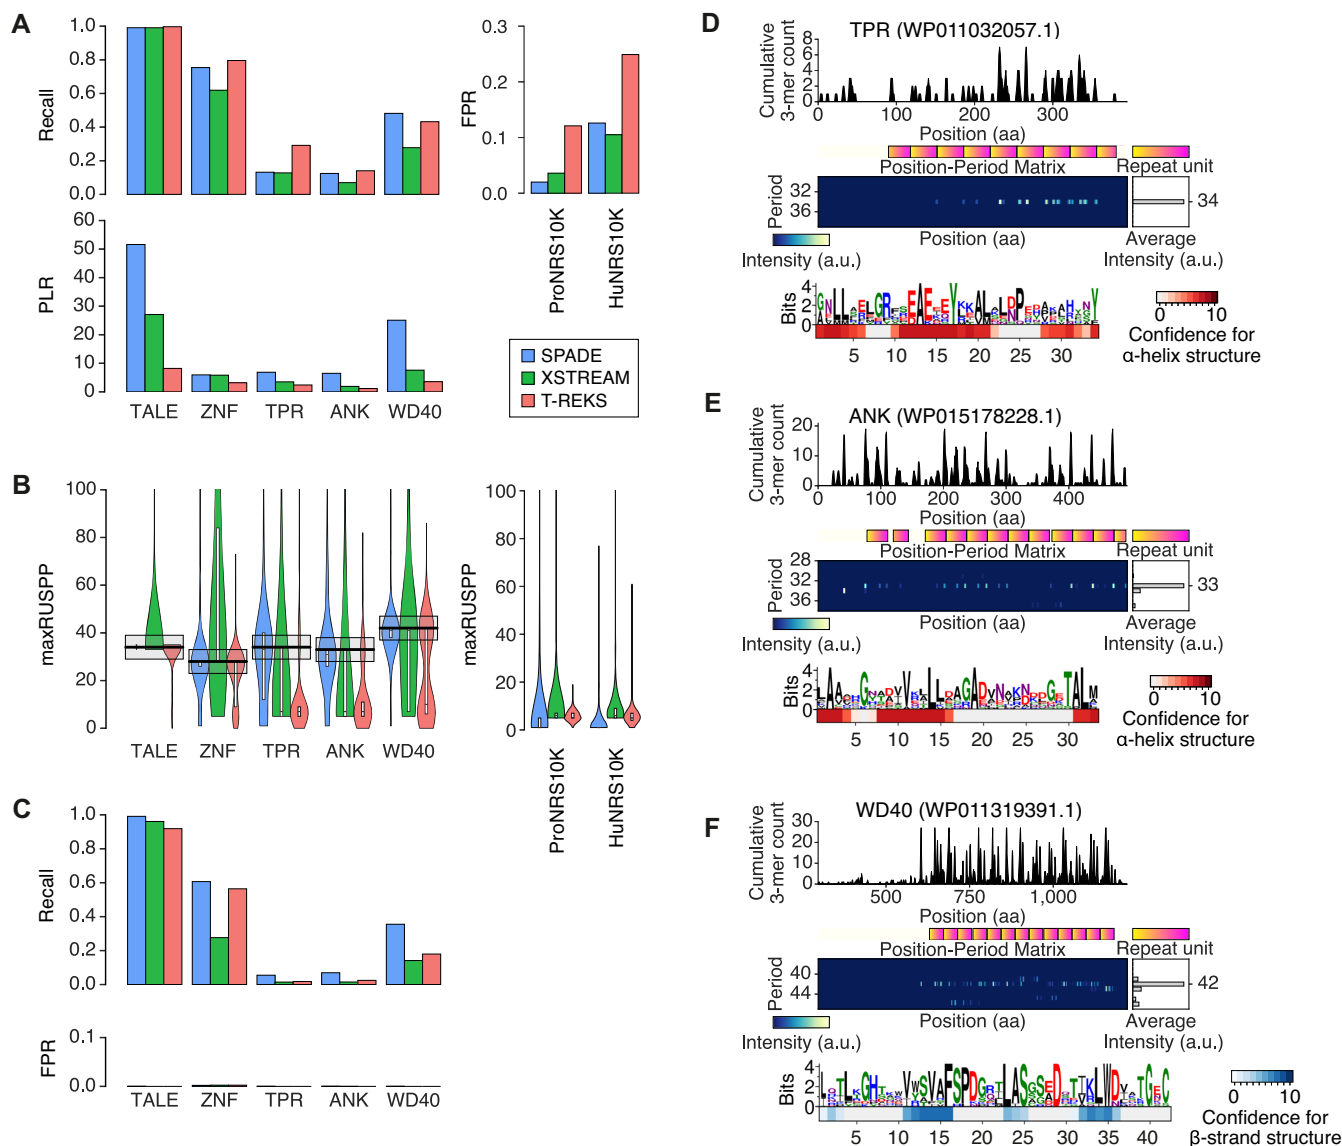 A
Recall
1.0
0.8
0.6
0.4
0.2
0.0
FPR
0.3
0.2
0.1
0.0
ProNRS10K
HuNRS10K
PLR
60
50
40
30
20
10
0
TALE
ZNF
TPR
ANK
WD40
SPADE
XSTREAM
T-REKS
B
maxRUSPP
100
80
60
40
20
0
TALE
ZNF
TPR
ANK
WD40
maxRUSPP
100
80
60
40
20
0
ProNRS10K
HuNRS10K
C
Recall
1.0
0.8
0.6
0.4
0.2
0.0
FPR
0.1
0.0
TALE
ZNF
TPR
ANK
WD40
D
TPR (WP011032057.1)
Cumulative
3-mer count
8
6
4
2
0
0 100 200 300
Position (aa)
Position-Period Matrix
Repeat unit
Period
32
36
34
Position (aa)
Intensity (a.u.)
Average
Intensity (a.u.)
Bits
4
2
0
5 10 15 20 25 30
0 10
Confidence for
α-helix structure
E
ANK (WP015178228.1)
Cumulative
3-mer count
20
10
0
0 100 200 300 400
Position (aa)
Position-Period Matrix
Repeat unit
Period
28
32
36
33
Position (aa)
Intensity (a.u.)
Average
Intensity (a.u.)
Bits
4
2
0
5 10 15 20 25 30
0 10
Confidence for
α-helix structure
F
WD40 (WP011319391.1)
Cumulative
3-mer count
30
20
10
0
500 750 1,000
Position (aa)
Position-Period Matrix
Repeat unit
Period
40
44
42
Position (aa)
Intensity (a.u.)
Average
Intensity (a.u.)
Bits
4
2
0
5 10 15 20 25 30 35 40
0 10
Confidence for
β-strand structure